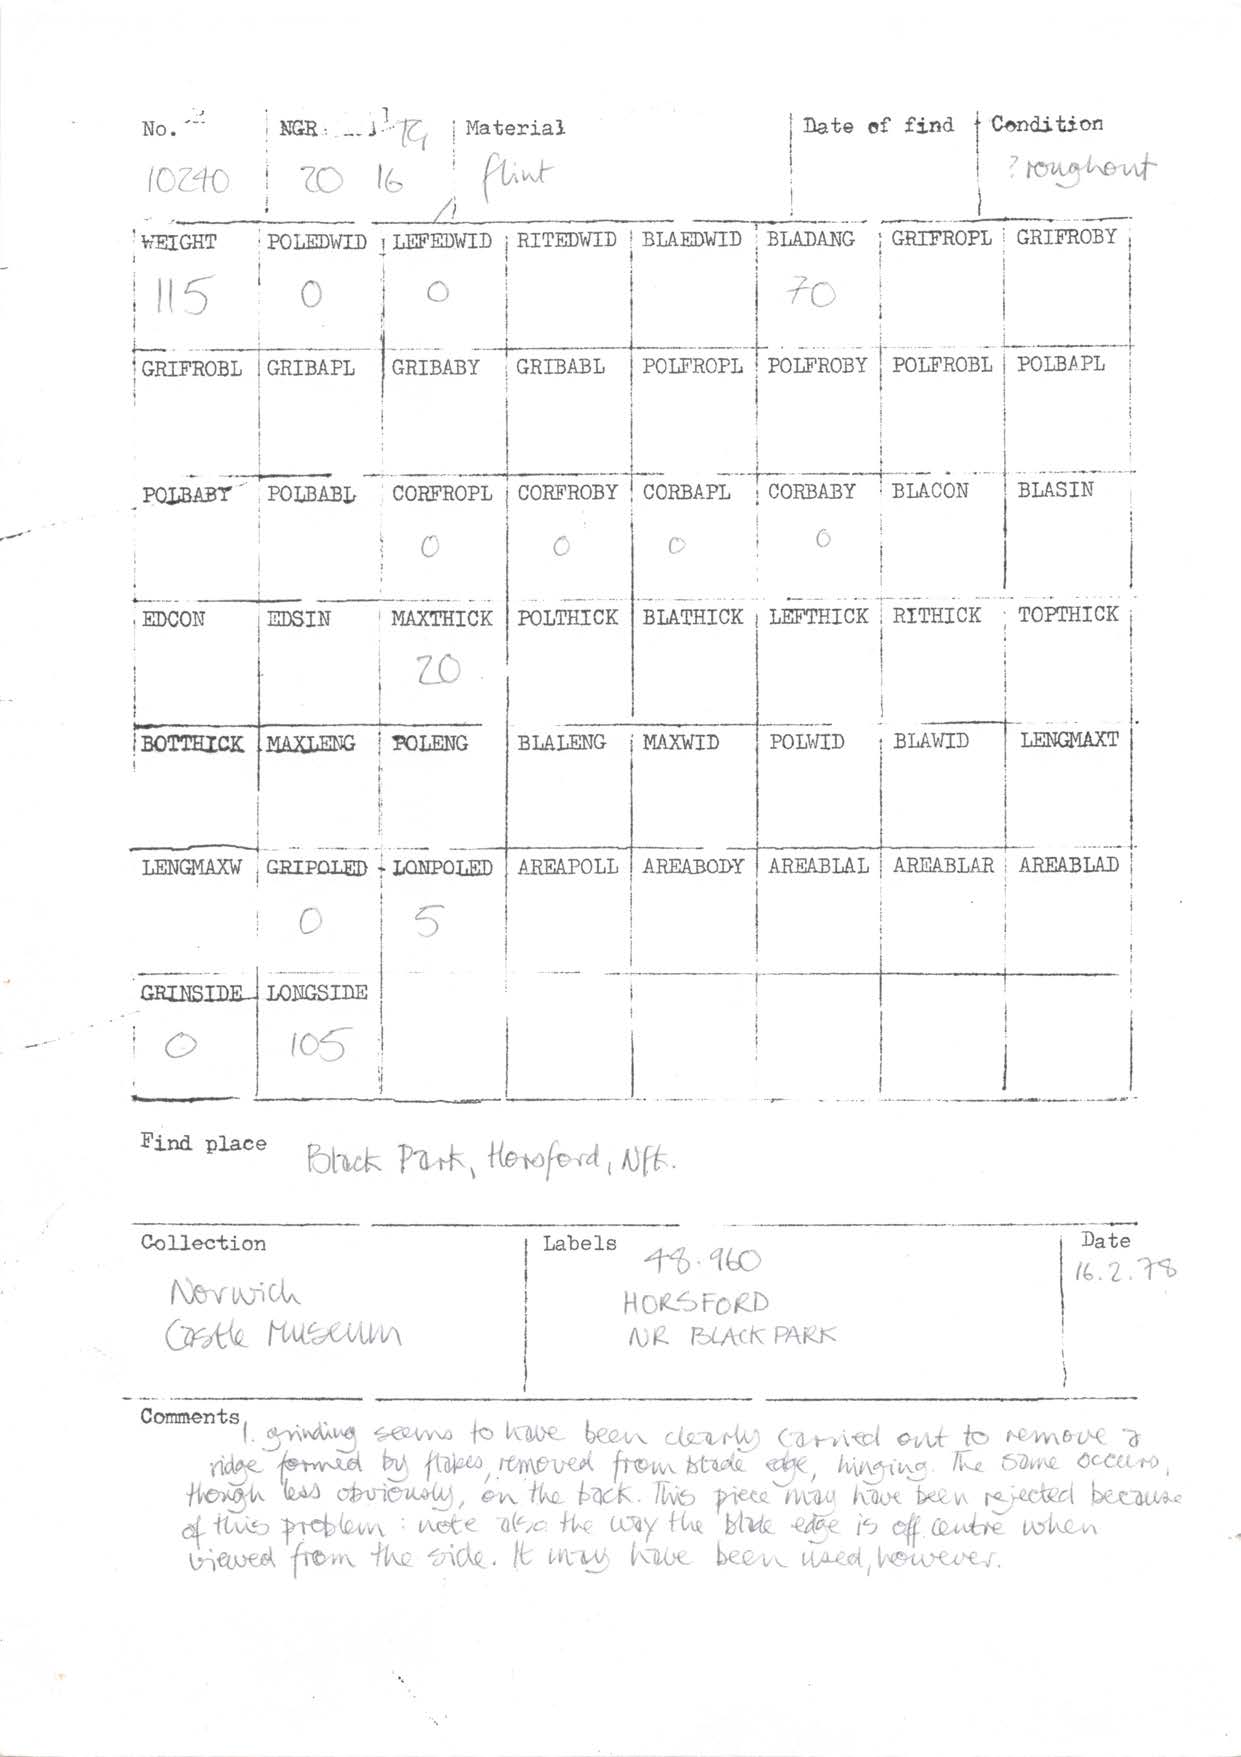 No. NGR TG Material Date of find Condition
10240 20 16 flint ?roughout
WEIGHT POLEDWID LEFEDWID RITEDWID BLAEDWID BLADANG GRIFROPL GRIFROBY
115 0 0 70
GRIFROBL GRIBAPL GRIBABY GRIBABL POLFROPL POLFROBY POLFROBL POLBAPL
POLBABY POLBABL CORFROPL CORFROBY CORBAPL CORBABY BLACON BLASIN
0 0 0 0
EDCON EDSIN MAXTHICK POLTHICK BLATHICK LEFTHICK RITHICK TOPTHICK
20
BOTTHICK MAXLENG POLENG BLALENG MAXWID POLWID BLAWID LENGMAXT
LENGMAXW GRIPOLED LONPOLED AREAPOLL AREABODY AREABLAL AREABLAR AREABLAD
0 5
GRINSIDE LONGSIDE
0 105
Find place Black Park, Horsford, Nfk.
Collection Labels Date
48.960
16.2.78
Norwich HORSFORD
Castle Museum NR BLACK PARK
Comments 1. grinding seems to have been clearly carried out to remove a
ridge formed by flakes, removed from blade edge, hinging. The same occurs,
though less obviously, on the back. This piece may have been rejected because
of this problem : note also the way the blade edge is off centre when
viewed from the side. It may have been used, however.